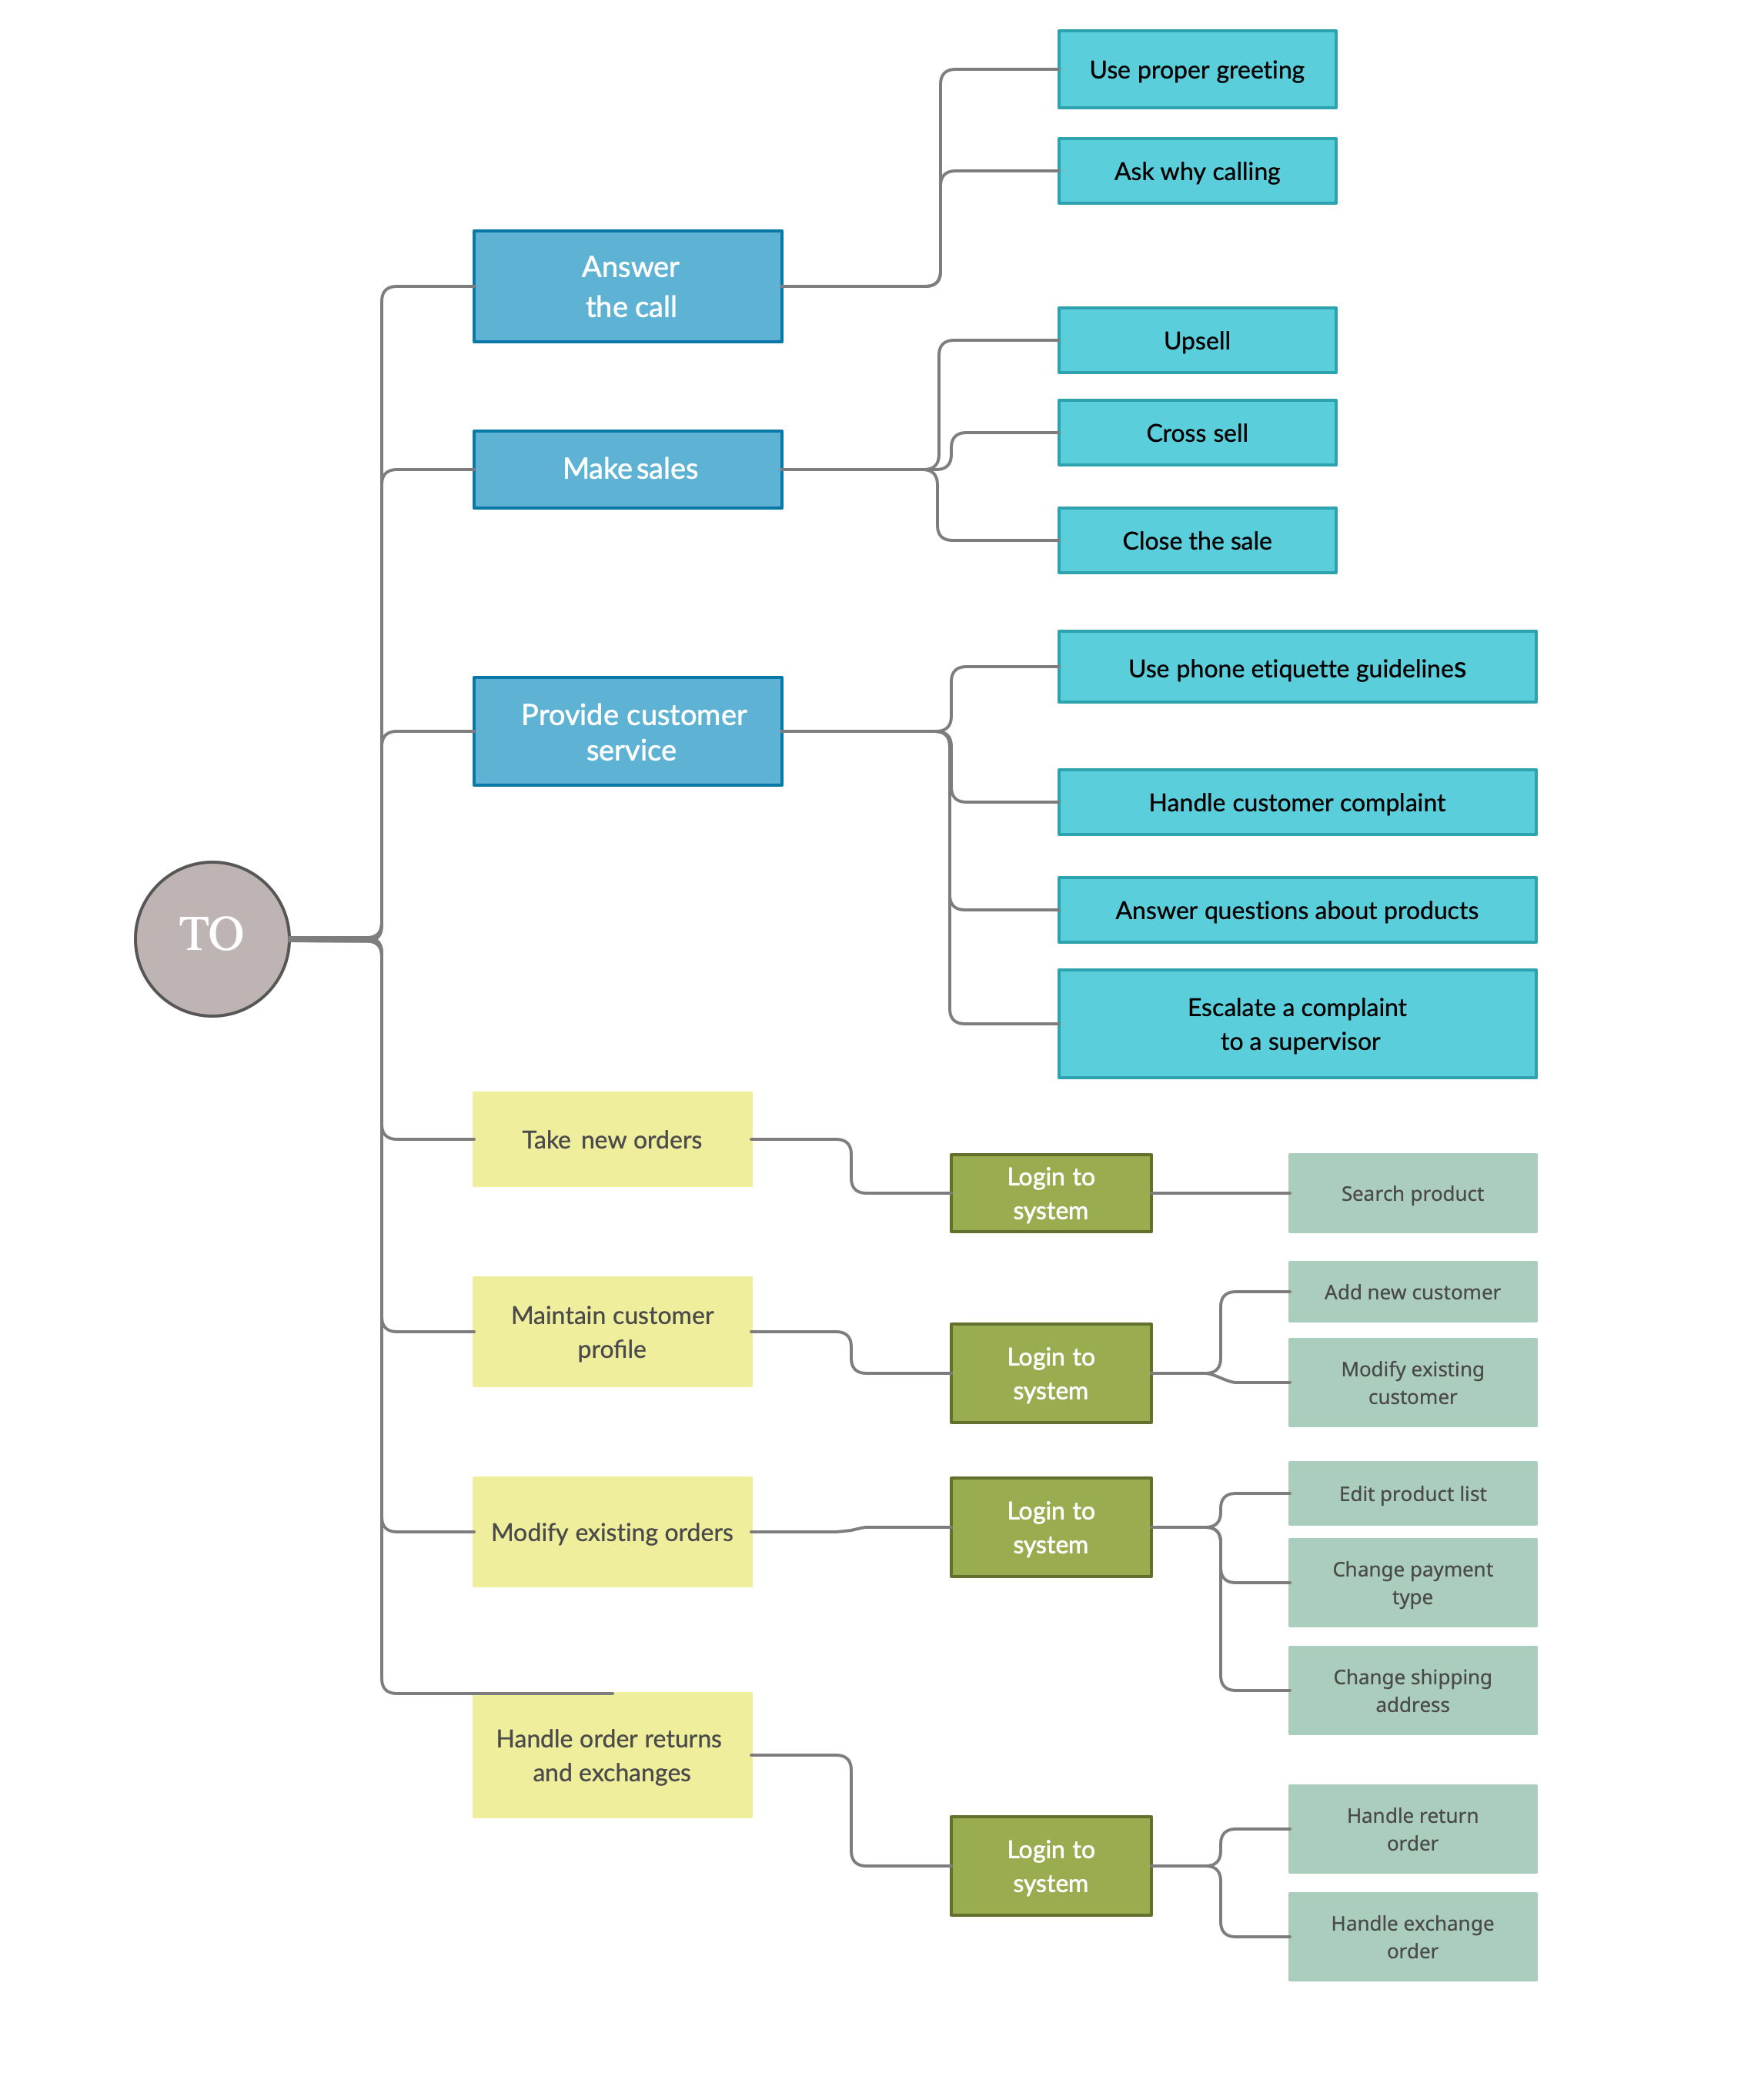 Use proper greeting
Ask why calling
Answer
the call
Upsell
Cross sell
Make sales
Close the sale
Use phone etiquette guidelines
Provide customer
service
Handle customer complaint
Answer questions about products
TO
Escalate a complaint
to a supervisor
Take new orders
Login to
system
Search product
Maintain customer
profile
Login to
system
Add new customer
Modify existing
customer
Modify existing orders
Login to
system
Edit product list
Change payment
type
Change shipping
address
Handle order returns
and exchanges
Login to
system
Handle return
order
Handle exchange
order